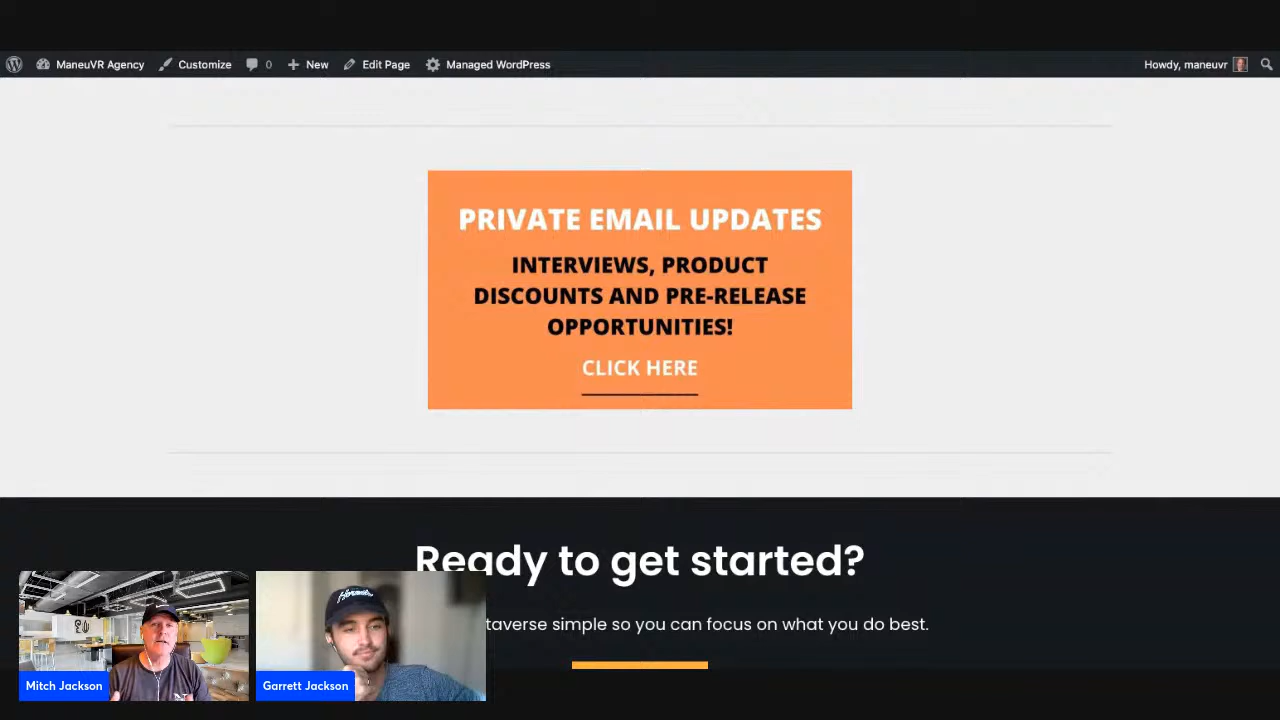 ManeuVR Agency Customize 0 New Edit Page Managed WordPress Howdy, maneuvr
PRIVATE EMAIL UPDATES
INTERVIEWS, PRODUCT
DISCOUNTS AND PRE-RELEASE
OPPORTUNITIES!
CLICK HERE
Ready to get started?
taverse simple so you can focus on what you do best.
Mitch Jackson
Garrett Jackson